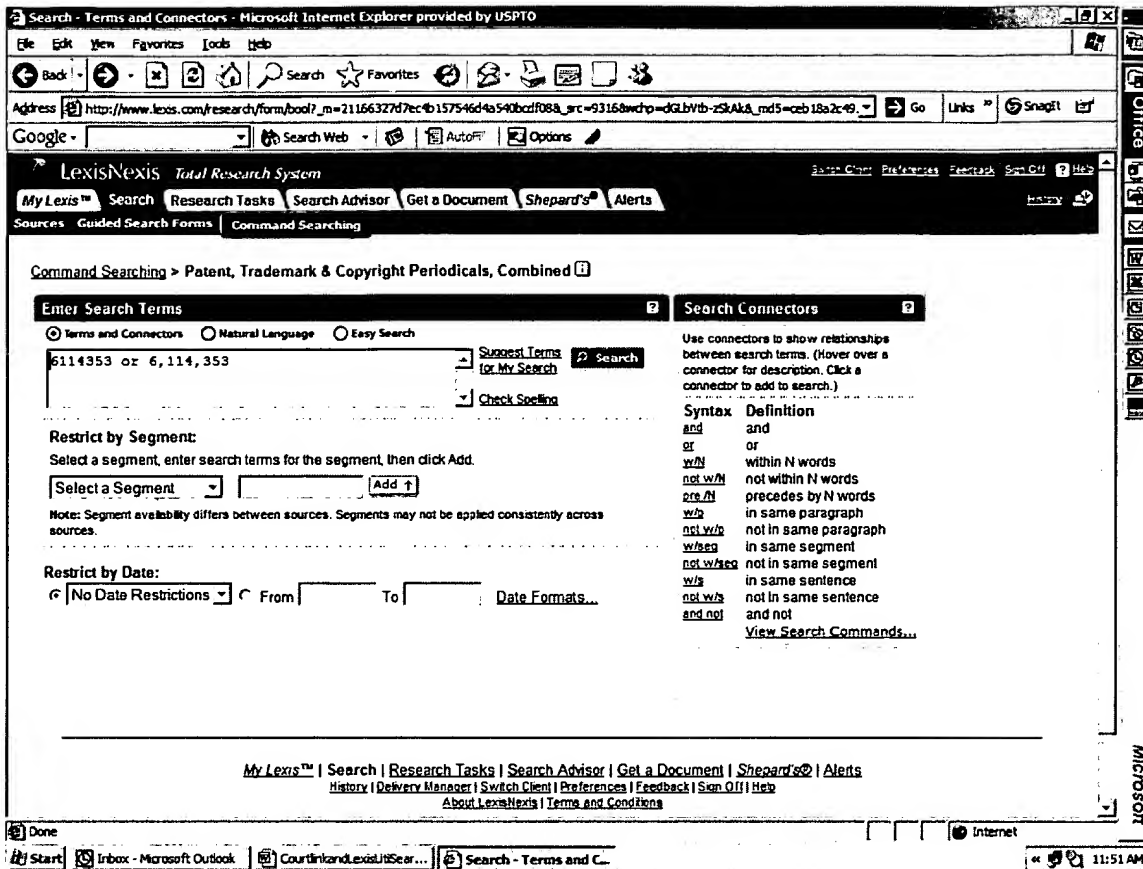 Search - Terms and Connectors - Microsoft Internet Explorer provided by USPTO
File Edit View Favorites Tools Help
Back Search Favorites
Address http://www.lexis.com/research/form/bool?_m=21166327d7ec4b157546d4a540bcdf08&_src=9316&wchp=dGLbVtb-zSkAk&_md5=ceb18a2c49. Go Links » SnagIt
Google - Search Web - AutoFill Options
LexisNexis Total Research System
Switch Client Preferences Feedback Sign Off ? Help
My Lexis™ Search Research Tasks Search Advisor Get a Document Shepard's® Alerts
History
Sources Guided Search Forms Command Searching
Command Searching > Patent, Trademark & Copyright Periodicals, Combined i
Enter Search Terms ?
Terms and Connectors Natural Language Easy Search
6114353 or 6,114,353
Suggest Terms for My Search
Search
Check Spelling
Restrict by Segment:
Select a segment, enter search terms for the segment, then click Add.
Select a Segment Add ↑
Note: Segment availability differs between sources. Segments may not be applied consistently across
sources.
Restrict by Date:
No Date Restrictions From To Date Formats...
Search Connectors ?
Use connectors to show relationships
between search terms. (Hover over a
connector for description. Click a
connector to add to search.)
Syntax Definition
and and
or or
w/N within N words
not w/N not within N words
pre /N precedes by N words
w/p in same paragraph
not w/p not in same paragraph
w/seg in same segment
not w/seg not in same segment
w/s in same sentence
not w/s not in same sentence
and not and not
View Search Commands...
My Lexis™ | Search | Research Tasks | Search Advisor | Get a Document | Shepard's® | Alerts
History | Delivery Manager | Switch Client | Preferences | Feedback | Sign Off | Help
About LexisNexis | Terms and Conditions
Done Internet
Start Inbox - Microsoft Outlook CourtlinkandLexisLitiSear... Search - Terms and C... « 11:51 AM
Office
Microsoft